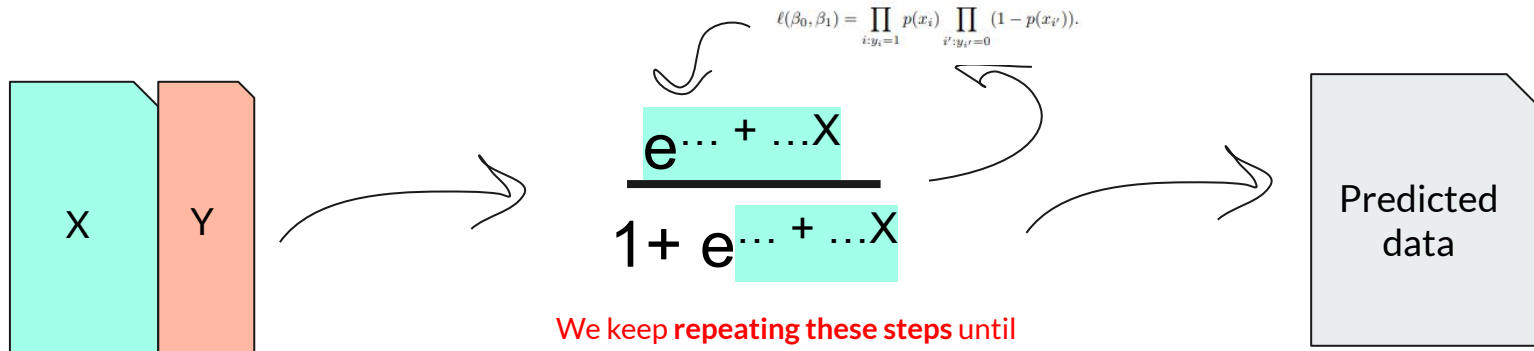 ℓ(β₀, β₁) = ∏ p(xᵢ) ∏ (1 − p(xᵢ′)).
i:yᵢ=1 i′:yᵢ′=0
X
Y
e… + …X
1+ e… + …X
Predicted
data
We keep repeating these steps until